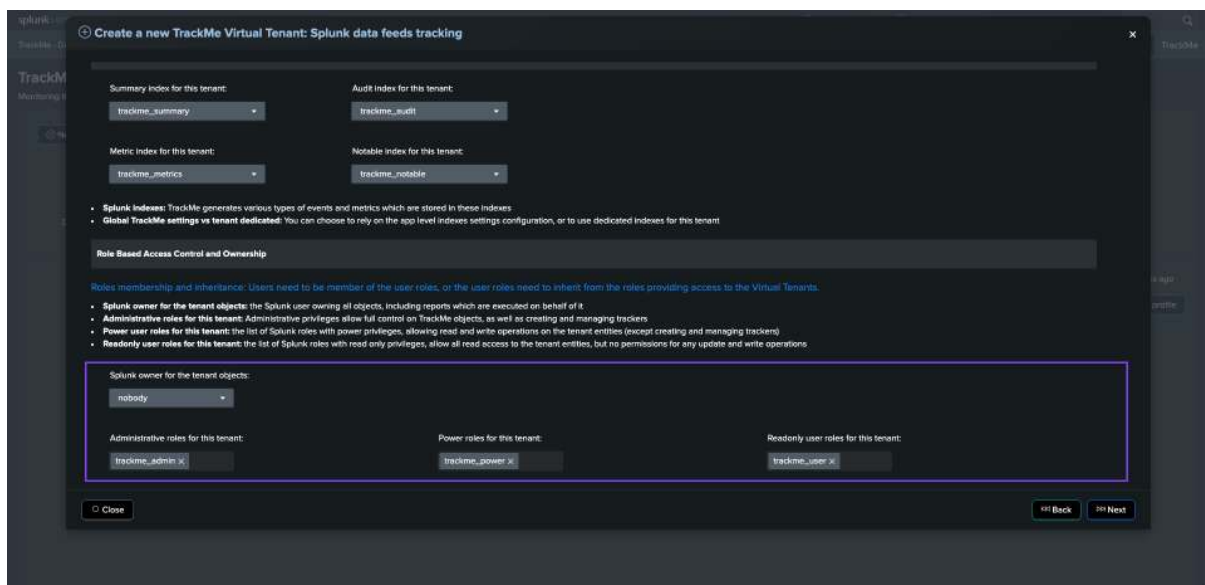 splunk
TrackMe
TrackM
Create a new TrackMe Virtual Tenant: Splunk data feeds tracking
×
Summary index for this tenant:
Audit index for this tenant:
trackme_summary
trackme_audit
Metric index for this tenant:
Notable index for this tenant:
trackme_metrics
trackme_notable
• Splunk indexes: TrackMe generates various types of events and metrics which are stored in these indexes
• Global TrackMe settings vs tenant dedicated: You can choose to rely on the app level indexes settings configuration, or to use dedicated indexes for this tenant
Role Based Access Control and Ownership
Roles membership and inheritance: Users need to be member of the user roles, or the user roles need to inherit from the roles providing access to the Virtual Tenants.
• Splunk owner for the tenant objects: the Splunk user owning all objects, including reports which are executed on behalf of it
• Administrative roles for this tenant: Administrative privileges allow full control on TrackMe objects, as well as creating and managing trackers
• Power user roles for this tenant: the list of Splunk roles with power privileges, allowing read and write operations on the tenant entities (except creating and managing trackers)
• Readonly user roles for this tenant: the list of Splunk roles with read only privileges, allow all read access to the tenant entities, but no permissions for any update and write operations
Splunk owner for the tenant objects:
nobody
Administrative roles for this tenant:
Power roles for this tenant:
Readonly user roles for this tenant:
trackme_admin ×
trackme_power ×
trackme_user ×
Close
Back
Next